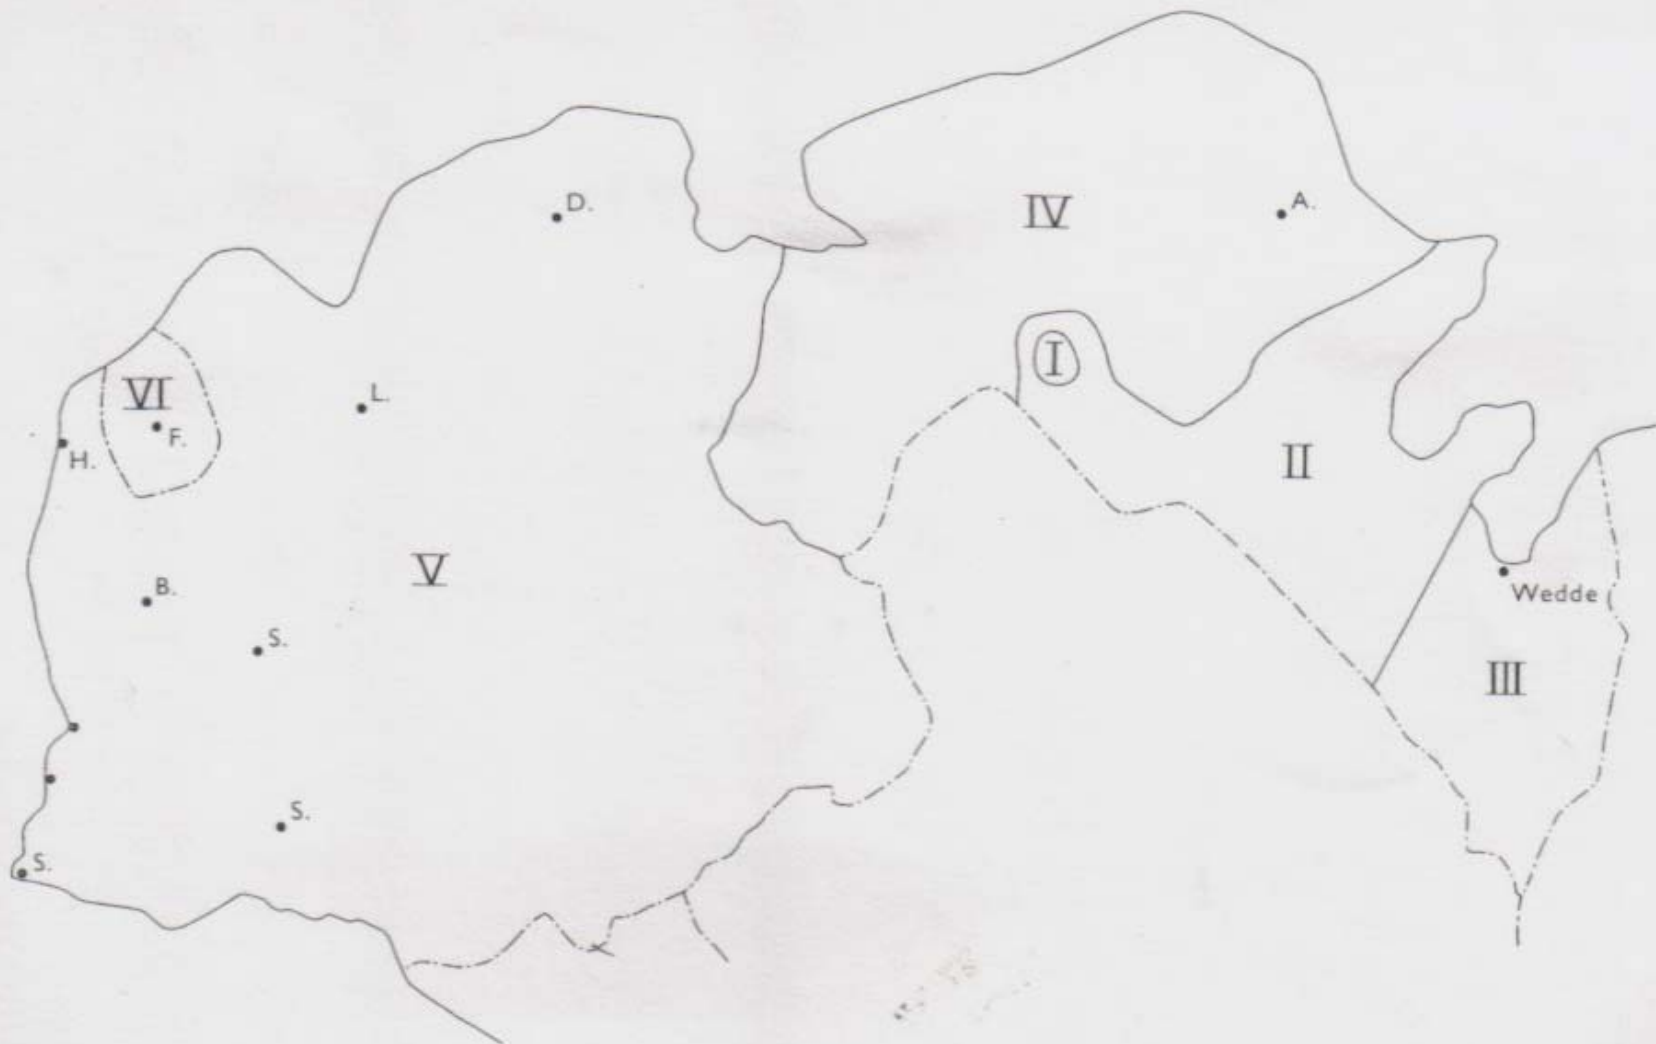 D.
IV
A.
I
VI
L.
F.
H.
II
V
B.
Wedde
S.
III
S.
S.